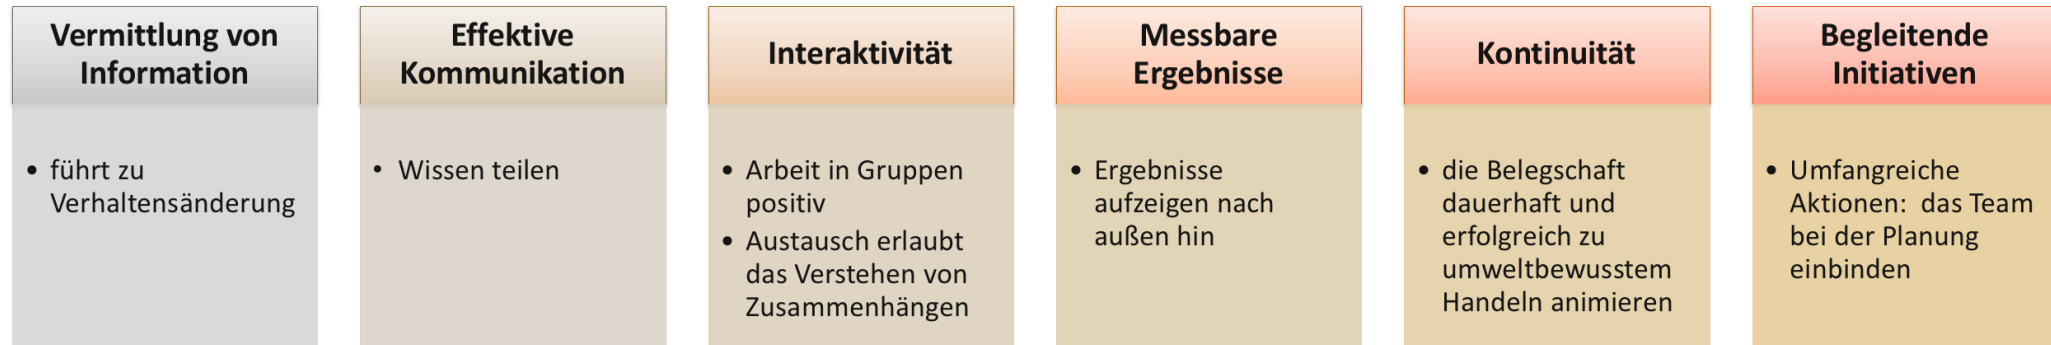 Vermittlung von
Information
• führt zu
Verhaltensänderung
Effektive
Kommunikation
• Wissen teilen
Interaktivität
• Arbeit in Gruppen
positiv
• Austausch erlaubt
das Verstehen von
Zusammenhängen
Messbare
Ergebnisse
• Ergebnisse
aufzeigen nach
außen hin
Kontinuität
• die Belegschaft
dauerhaft und
erfolgreich zu
umweltbewusstem
Handeln animieren
Begleitende
Initiativen
• Umfangreiche
Aktionen:  das Team
bei der Planung
einbinden